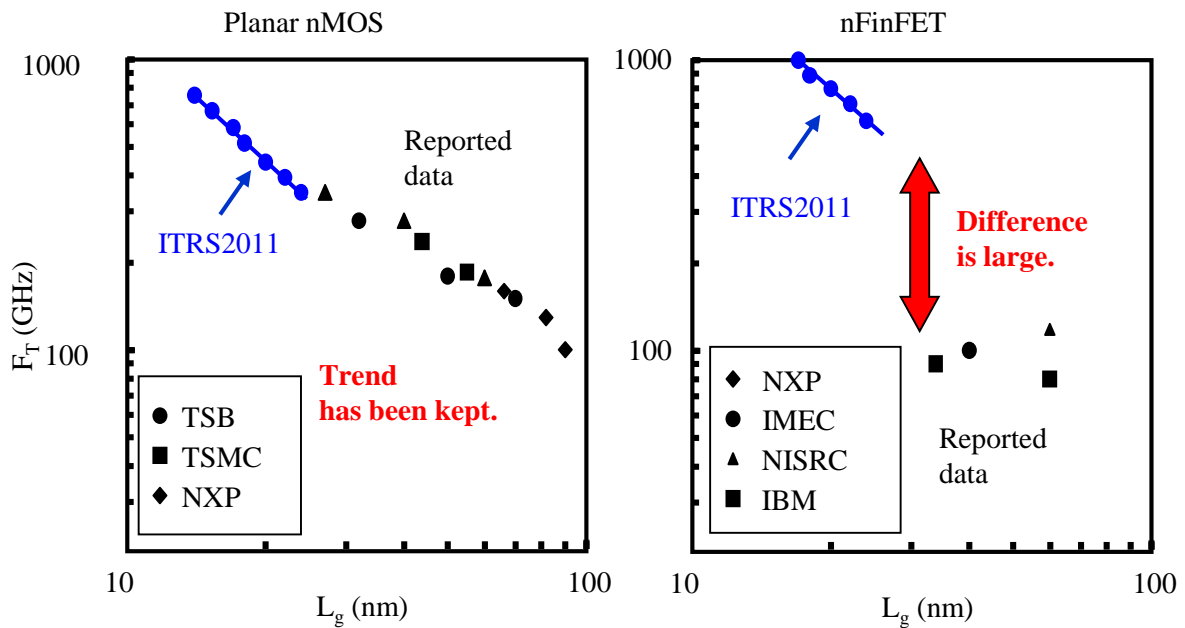 Planar nMOS
nFinFET
F_T (GHz)
1000
100
10
100
L_g (nm)
ITRS2011
Reported
data
Trend
has been kept.
TSB
TSMC
NXP
1000
100
10
100
L_g (nm)
ITRS2011
Difference
is large.
NXP
IMEC
NISRC
IBM
Reported
data